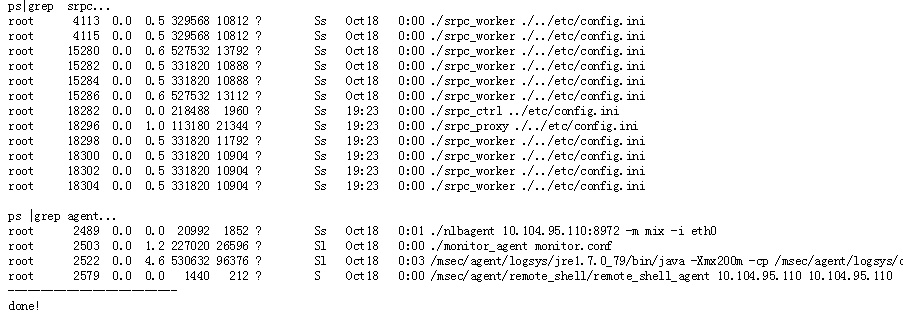 ps|grep srpc...
root 4113 0.0 0.5 329568 10812 ? Ss Oct18 0:00 ./srpc_worker ./../etc/config.ini
root 4115 0.0 0.5 329568 10812 ? Ss Oct18 0:00 ./srpc_worker ./../etc/config.ini
root 15280 0.0 0.6 527532 13792 ? Ss Oct18 0:00 ./srpc_worker ./../etc/config.ini
root 15282 0.0 0.5 331820 10888 ? Ss Oct18 0:00 ./srpc_worker ./../etc/config.ini
root 15284 0.0 0.5 331820 10888 ? Ss Oct18 0:00 ./srpc_worker ./../etc/config.ini
root 15286 0.0 0.6 527532 13112 ? Ss Oct18 0:00 ./srpc_worker ./../etc/config.ini
root 18282 0.0 0.0 218488 1960 ? Ss 19:23 0:00 ./srpc_ctrl ../etc/config.ini
root 18296 0.0 1.0 113180 21344 ? Ss 19:23 0:00 ./srpc_proxy ./../etc/config.ini
root 18298 0.0 0.5 331820 11792 ? Ss 19:23 0:00 ./srpc_worker ./../etc/config.ini
root 18300 0.0 0.5 331820 10904 ? Ss 19:23 0:00 ./srpc_worker ./../etc/config.ini
root 18302 0.0 0.5 331820 10904 ? Ss 19:23 0:00 ./srpc_worker ./../etc/config.ini
root 18304 0.0 0.5 331820 10904 ? Ss 19:23 0:00 ./srpc_worker ./../etc/config.ini
ps |grep agent...
root 2489 0.0 0.0 20992 1852 ? Ss Oct18 0:01 ./nlbagent 10.104.95.110:8972 -m mix -i eth0
root 2503 0.0 1.2 227020 26596 ? Sl Oct18 0:00 ./monitor_agent monitor.conf
root 2522 0.0 4.6 530632 96376 ? Sl Oct18 0:03 /msec/agent/logsys/jre1.7.0_79/bin/java -Xmx200m -cp /msec/agent/logsys/
root 2579 0.0 0.0 1440 212 ? S Oct18 0:00 /msec/agent/remote_shell/remote_shell_agent 10.104.95.110 10.104.95.110
--------------------------
done!